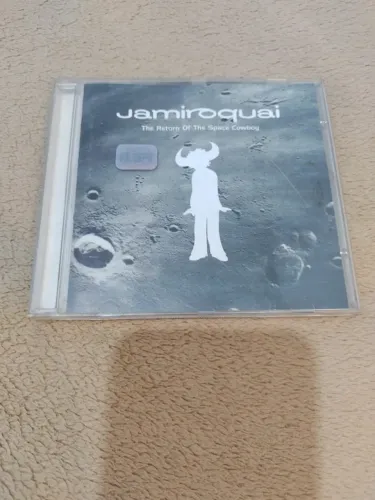 Jamiroquai
The Return Of The Space Cowboy